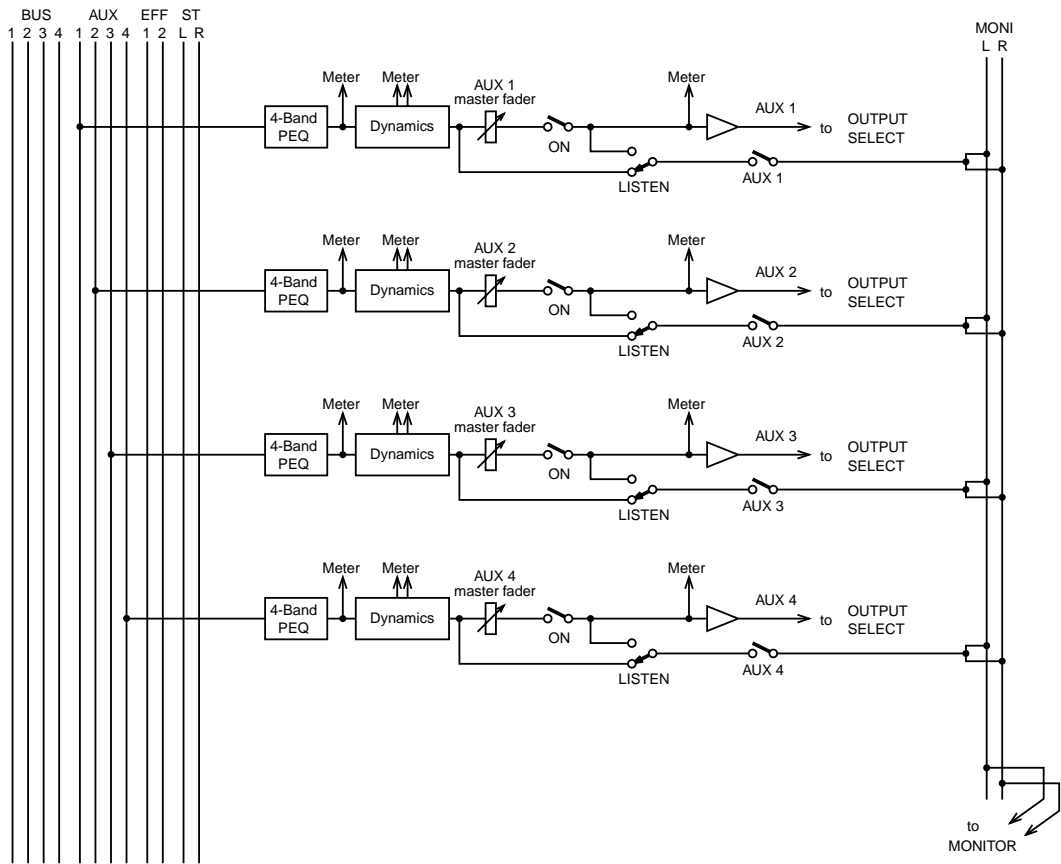 BUS AUX EFF ST
1 2 3 4 1 2 3 4 1 2 L R
MONI
L R
Meter Meter AUX 1 master fader Meter
4-Band PEQ Dynamics ON AUX 1 to OUTPUT SELECT
LISTEN AUX 1
Meter Meter AUX 2 master fader Meter
4-Band PEQ Dynamics ON AUX 2 to OUTPUT SELECT
LISTEN AUX 2
Meter Meter AUX 3 master fader Meter
4-Band PEQ Dynamics ON AUX 3 to OUTPUT SELECT
LISTEN AUX 3
Meter Meter AUX 4 master fader Meter
4-Band PEQ Dynamics ON AUX 4 to OUTPUT SELECT
LISTEN AUX 4
to
MONITOR